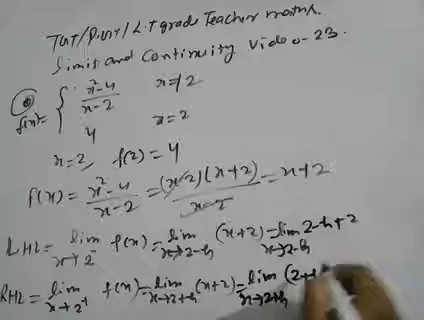 TGT/P.GT/L.T grade Teacher maths.
Limits and Continuity Video-23.
f(x)= { x²-4/x-2 x≠2
4 x=2
x=2, f(2)=4
f(x)= x²-4/x-2 = (x-2)(x+2)/x-2 = x+2
LHL= lim x→2⁻ f(x)= lim x→2-h (x+2)= lim x→2-h 2-h+2
RHL= lim x→2⁺ f(x)= lim x→2+h (x+2)= lim x→2+h (2+